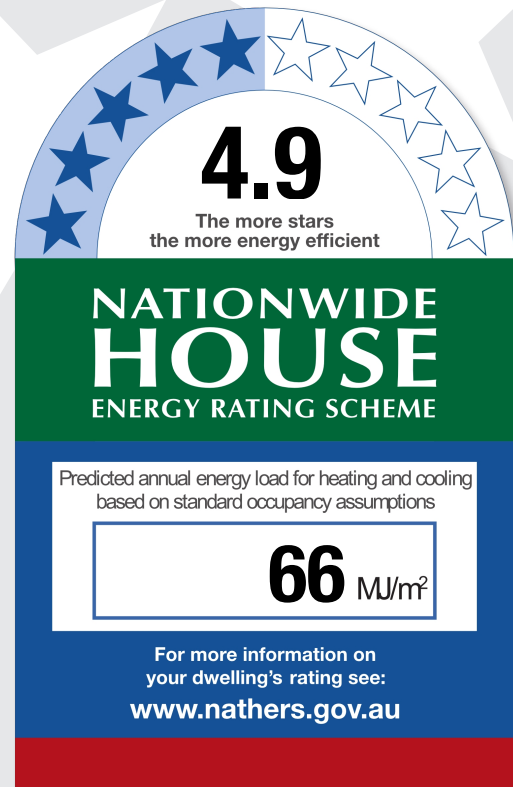 4.9
The more stars
the more energy efficient
NATIONWIDE
HOUSE
ENERGY RATING SCHEME
Predicted annual energy load for heating and cooling
based on standard occupancy assumptions
66 MJ/m²
For more information on
your dwelling's rating see:
www.nathers.gov.au